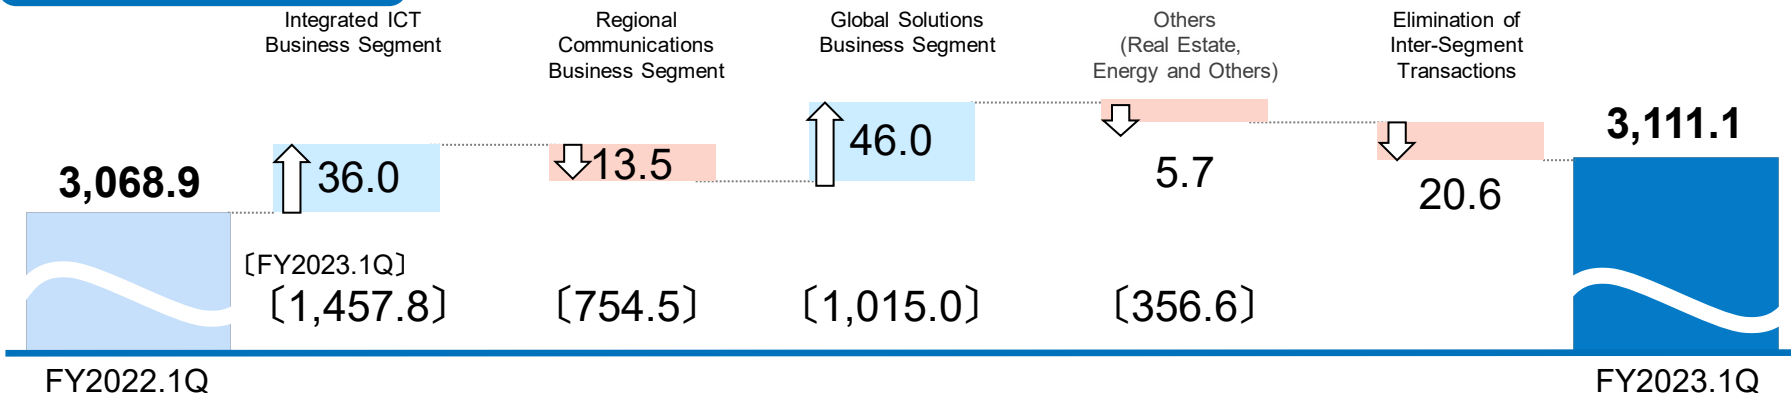 Integrated ICT
Business Segment
Regional
Communications
Business Segment
Global Solutions
Business Segment
Others
(Real Estate,
Energy and Others)
Elimination of
Inter-Segment
Transactions
3,068.9
36.0
13.5
46.0
5.7
20.6
3,111.1
〔FY2023.1Q〕
〔1,457.8〕
〔754.5〕
〔1,015.0〕
〔356.6〕
FY2022.1Q
FY2023.1Q